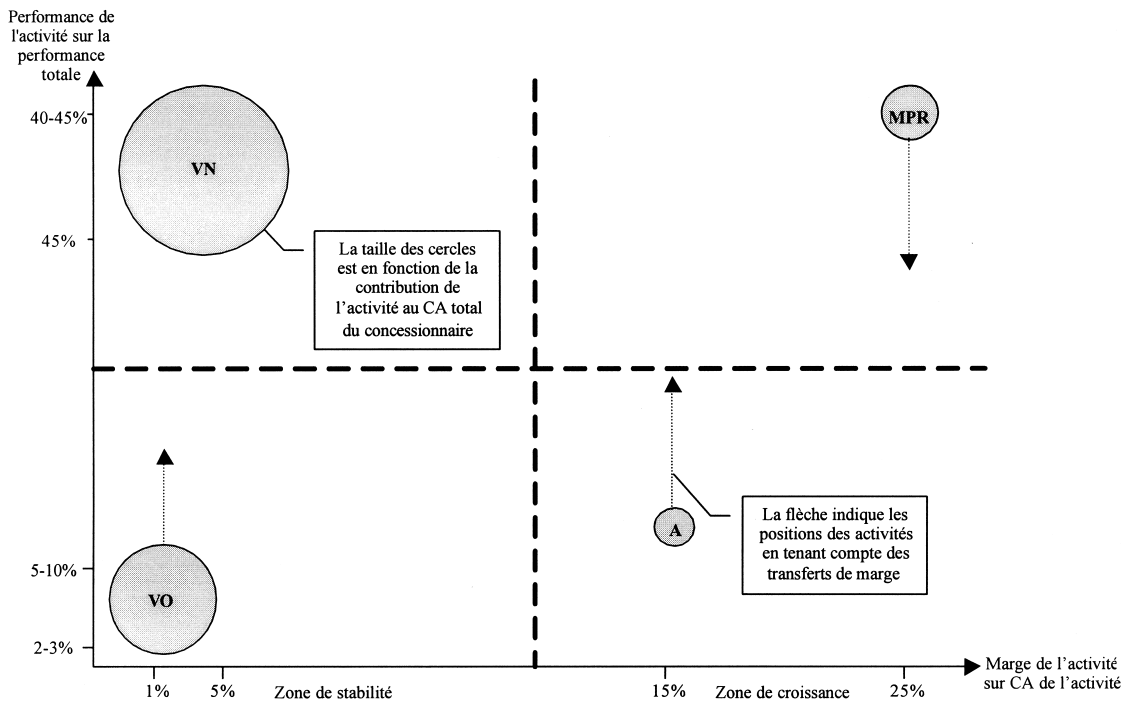 Performance de
l'activité sur la
performance
totale
40-45%
MPR
VN
45%
La taille des cercles
est en fonction de la
contribution de
l'activité au CA total
du concessionnaire
A
La flèche indique les
positions des activités
en tenant compte des
transferts de marge
5-10%
VO
2-3%
1%
5%
Zone de stabilité
15%
Zone de croissance
25%
Marge de l'activité
sur CA de l'activité